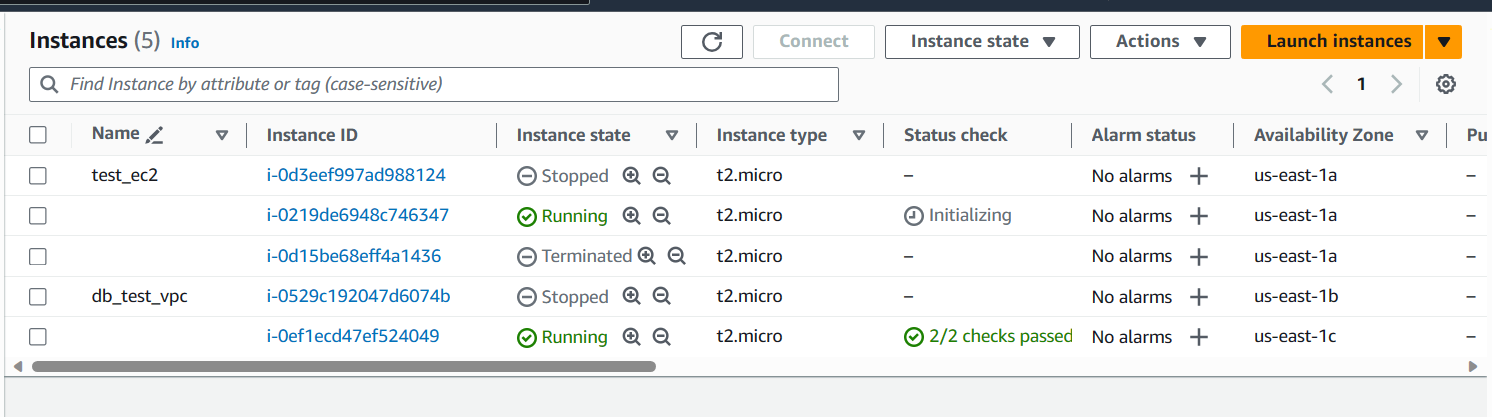 Instances (5) Info Connect Instance state Actions Launch instances
Find Instance by attribute or tag (case-sensitive) 1
Name Instance ID Instance state Instance type Status check Alarm status Availability Zone Pu
test_ec2 i-0d3eef997ad988124 Stopped t2.micro – No alarms us-east-1a –
i-0219de6948c746347 Running t2.micro Initializing No alarms us-east-1a –
i-0d15be68eff4a1436 Terminated t2.micro – No alarms us-east-1a –
db_test_vpc i-0529c192047d6074b Stopped t2.micro – No alarms us-east-1b –
i-0ef1ecd47ef524049 Running t2.micro 2/2 checks passed No alarms us-east-1c –